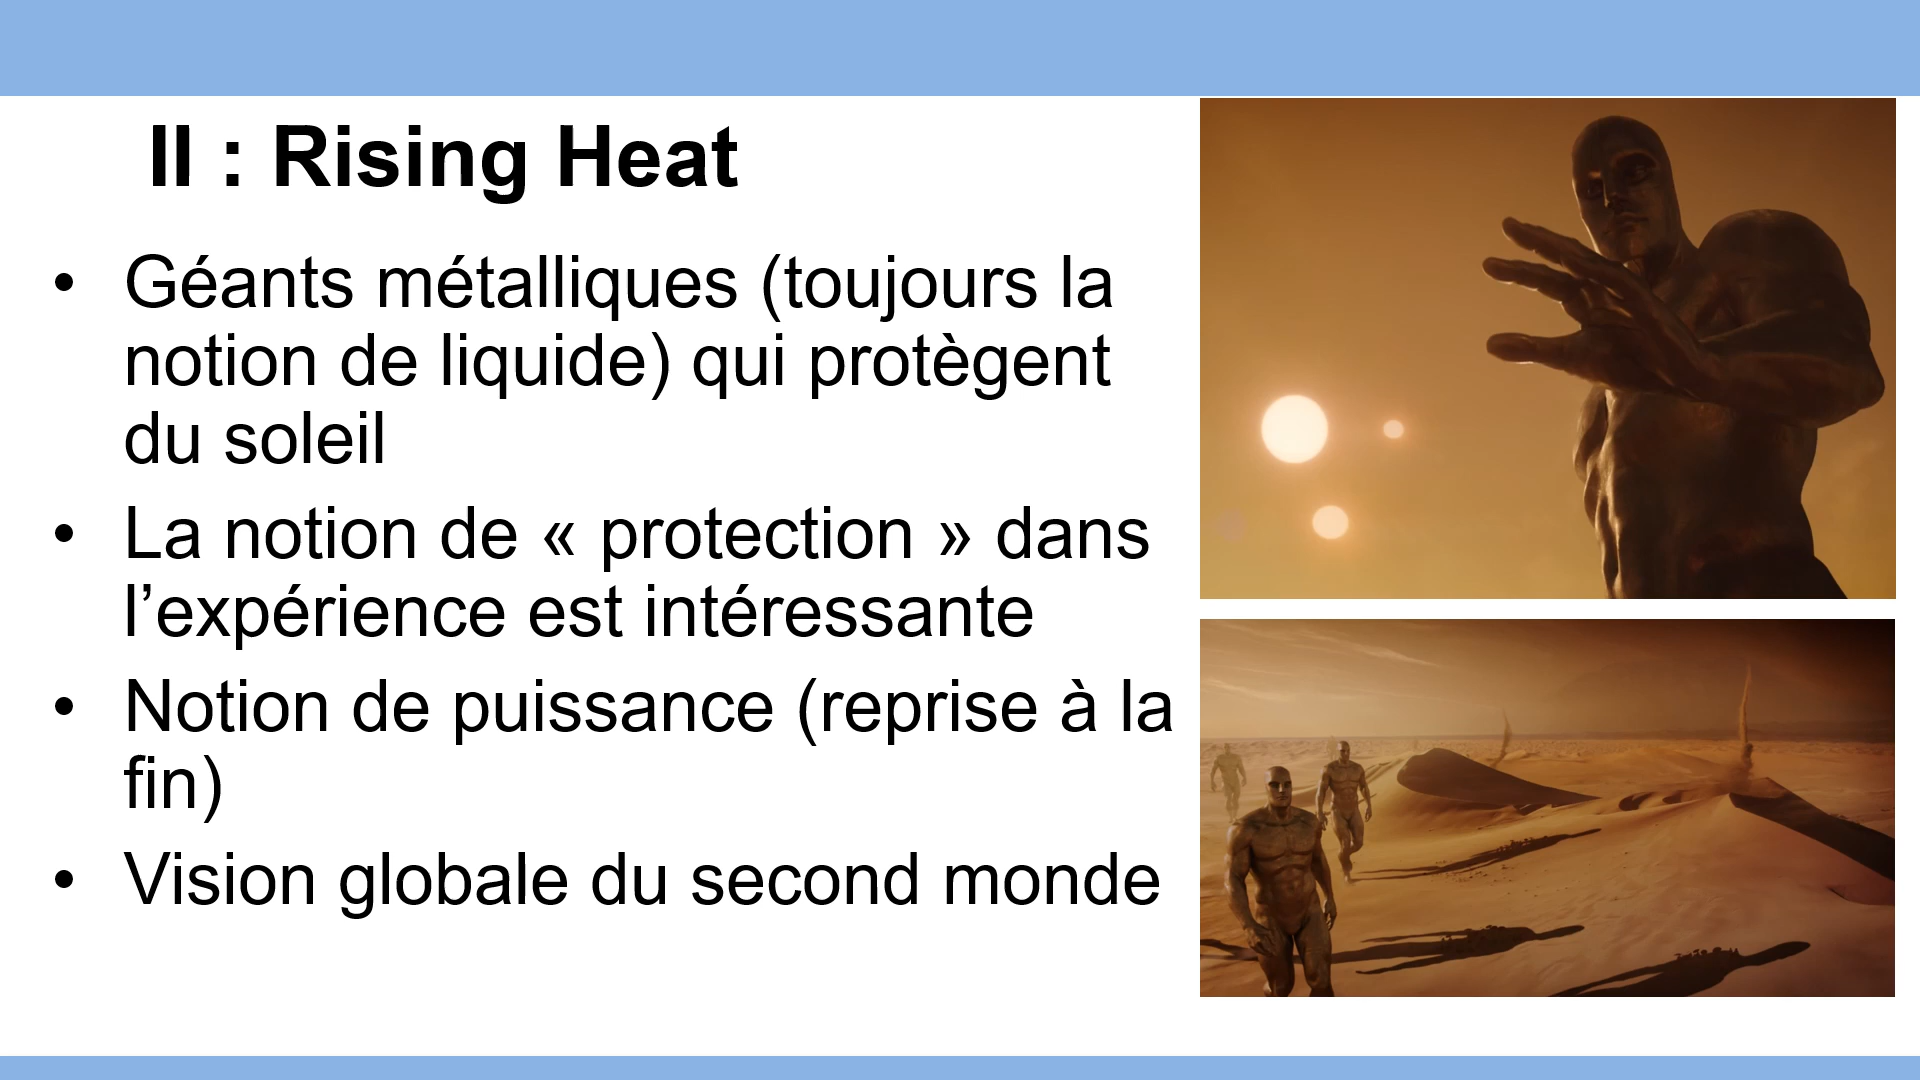 II : Rising Heat
• Géants métalliques (toujours la
notion de liquide) qui protègent
du soleil
• La notion de « protection » dans
l’expérience est intéressante
• Notion de puissance (reprise à la
fin)
• Vision globale du second monde